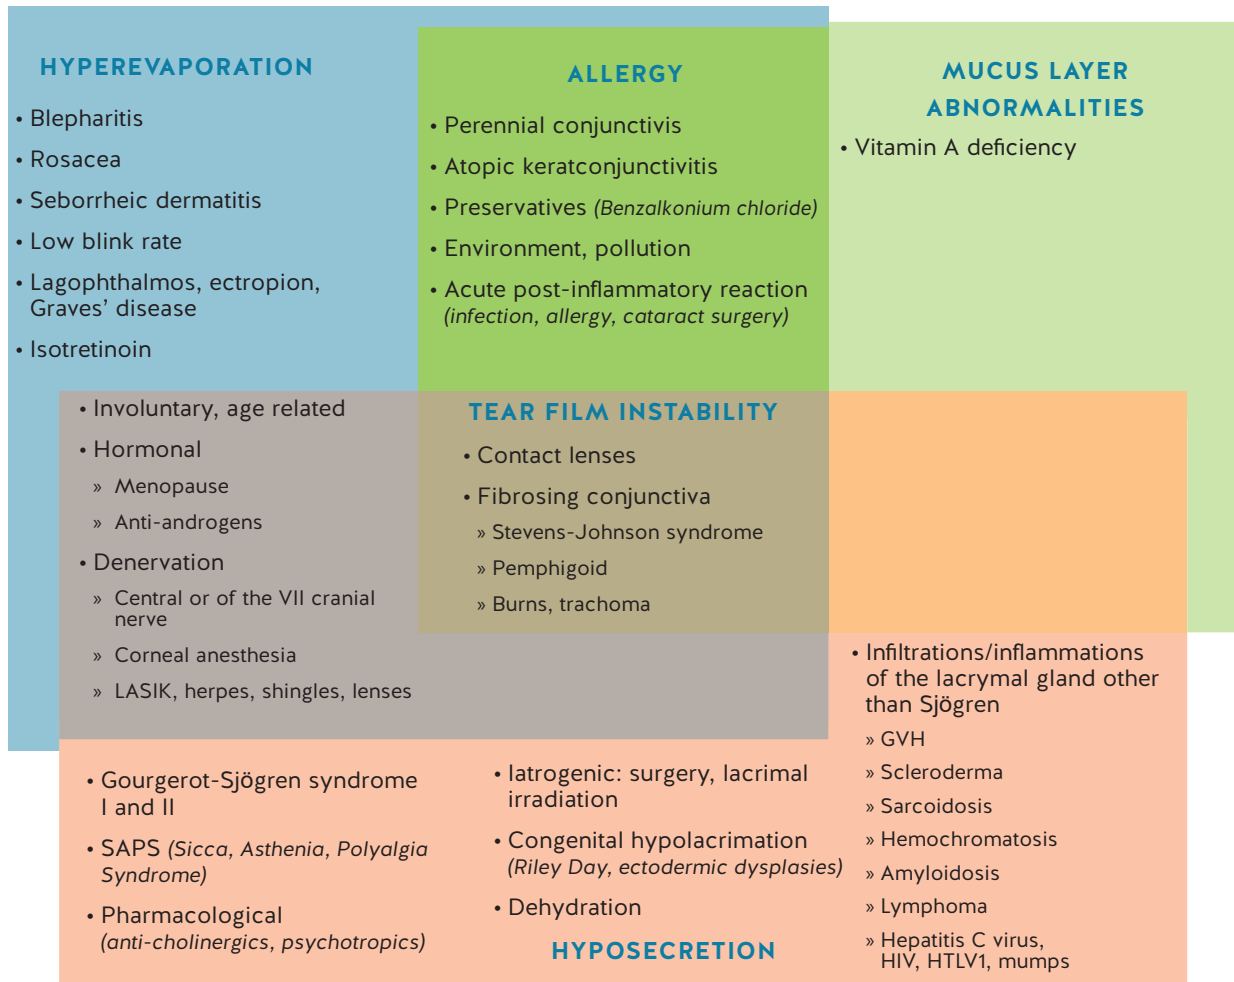 HYPEREVAPORATION
• Blepharitis
• Rosacea
• Seborrheic dermatitis
• Low blink rate
• Lagophthalmos, ectropion,
Graves’ disease
• Isotretinoin
ALLERGY
• Perennial conjunctivis
• Atopic keratconjunctivitis
• Preservatives (Benzalkonium chloride)
• Environment, pollution
• Acute post-inflammatory reaction
(infection, allergy, cataract surgery)
MUCUS LAYER
ABNORMALITIES
• Vitamin A deficiency
• Involuntary, age related
• Hormonal
» Menopause
» Anti-androgens
• Denervation
» Central or of the VII cranial
nerve
» Corneal anesthesia
» LASIK, herpes, shingles, lenses
TEAR FILM INSTABILITY
• Contact lenses
• Fibrosing conjunctiva
» Stevens-Johnson syndrome
» Pemphigoid
» Burns, trachoma
• Gourgerot-Sjögren syndrome
I and II
• SAPS (Sicca, Asthenia, Polyalgia
Syndrome)
• Pharmacological
(anti-cholinergics, psychotropics)
• Iatrogenic: surgery, lacrimal
irradiation
• Congenital hypolacrimation
(Riley Day, ectodermic dysplasies)
• Dehydration
HYPOSECRETION
• Infiltrations/inflammations
of the lacrymal gland other
than Sjögren
» GVH
» Scleroderma
» Sarcoidosis
» Hemochromatosis
» Amyloidosis
» Lymphoma
» Hepatitis C virus,
HIV, HTLV1, mumps